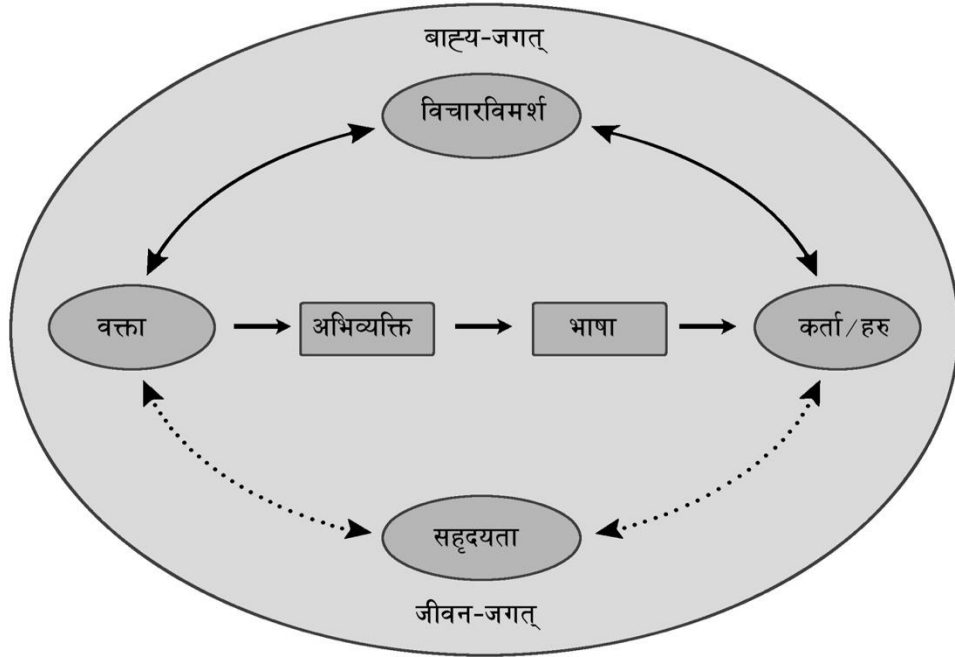 बाह्य-जगत्
विचारविमर्श
वक्ता
अभिव्यक्ति
भाषा
कर्ता/हरु
सहृदयता
जीवन-जगत्